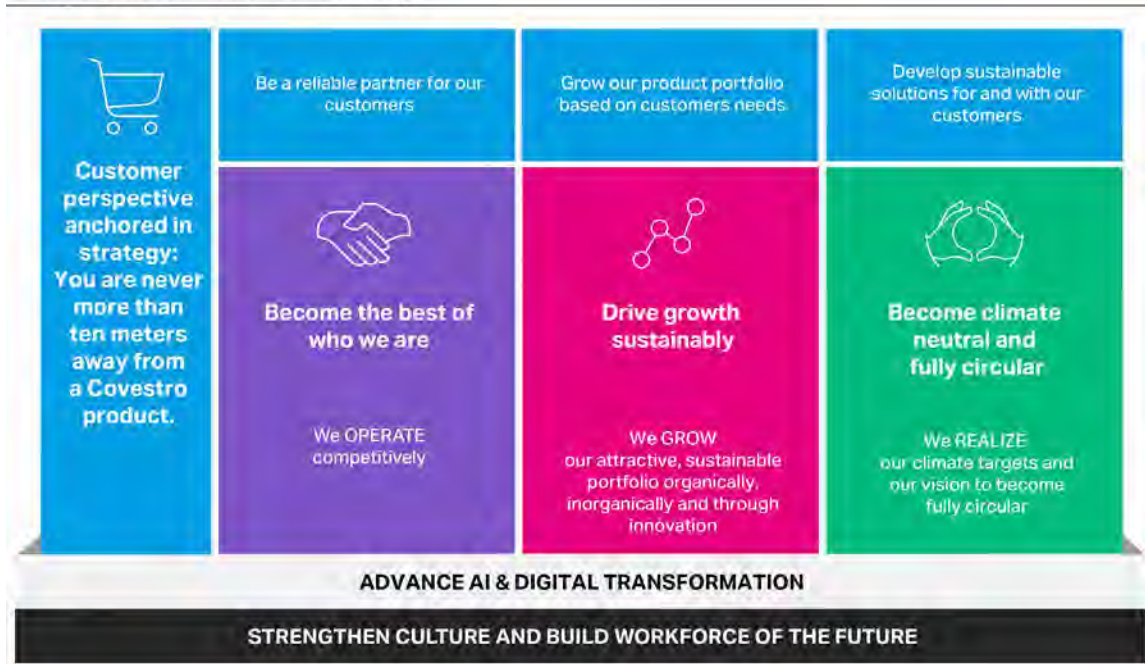 Customer
perspective
anchored in
strategy:
You are never
more than
ten meters
away from
a Covestro
product.
Be a reliable partner for our
customers
Become the best of
who we are
We OPERATE
competitively
Grow our product portfolio
based on customers needs
Drive growth
sustainably
We GROW
our attractive, sustainable
portfolio organically,
inorganically and through
innovation
Develop sustainable
solutions for and with our
customers
Become climate
neutral and
fully circular
We REALIZE
our climate targets and
our vision to become
fully circular
ADVANCE AI & DIGITAL TRANSFORMATION
STRENGTHEN CULTURE AND BUILD WORKFORCE OF THE FUTURE